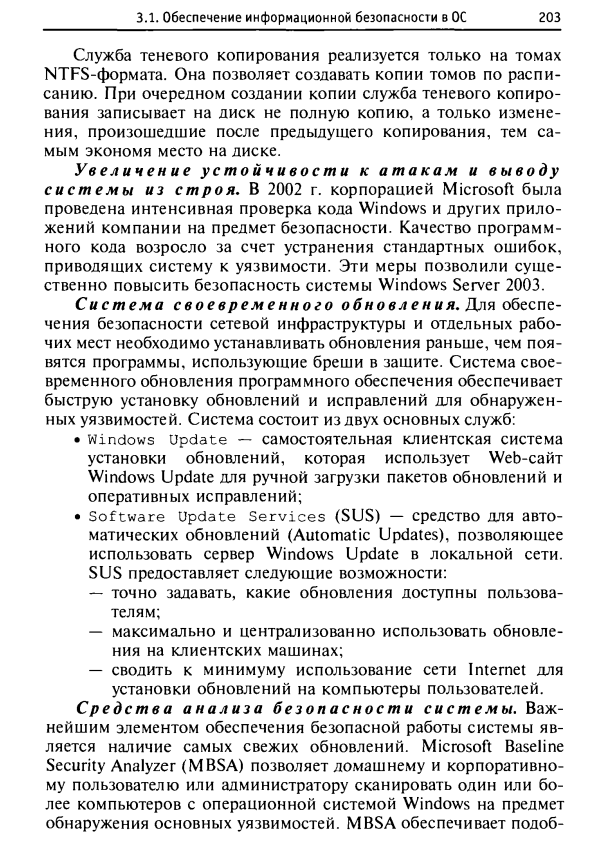 3.1. Обеспечение информационной безопасности в ОС 203
Служба теневого копирования реализуется только на томах
NTFS-формата. Она позволяет создавать копии томов по распи-
санию. При очередном создании копии служба теневого копиро-
вания записывает на диск не полную копию, а только измене-
ния, произошедшие после предыдущего копирования, тем са-
мым экономя место на диске.
Увеличение устойчивости к атакам и выводу
системы из строя. В 2002 г. корпорацией Microsoft была
проведена интенсивная проверка кода Windows и других прило-
жений компании на предмет безопасности. Качество программ-
ного кода возросло за счет устранения стандартных ошибок,
приводящих систему к уязвимости. Эти меры позволили суще-
ственно повысить безопасность системы Windows Server 2003.
Система своевременного обновления. Для обеспе-
чения безопасности сетевой инфраструктуры и отдельных рабо-
чих мест необходимо устанавливать обновления раньше, чем поя-
вятся программы, использующие бреши в защите. Система свое-
временного обновления программного обеспечения обеспечивает
быструю установку обновлений и исправлений для обнаружен-
ных уязвимостей. Система состоит из двух основных служб:
• Windows Update — самостоятельная клиентская система
установки обновлений, которая использует Web-сайт
Windows Update для ручной загрузки пакетов обновлений и
оперативных исправлений;
• Software Update Services (SUS) — средство для авто-
матических обновлений (Automatic Updates), позволяющее
использовать сервер Windows Update в локальной сети.
SUS предоставляет следующие возможности:
— точно задавать, какие обновления доступны пользова-
телям;
— максимально и централизованно использовать обновле-
ния на клиентских машинах;
— сводить к минимуму использование сети Internet для
установки обновлений на компьютеры пользователей.
Средства анализа безопасности системы. Важ-
нейшим элементом обеспечения безопасной работы системы яв-
ляется наличие самых свежих обновлений. Microsoft Baseline
Security Analyzer (MBSA) позволяет домашнему и корпоративно-
му пользователю или администратору сканировать один или бо-
лее компьютеров с операционной системой Windows на предмет
обнаружения основных уязвимостей. MBSA обеспечивает подоб-